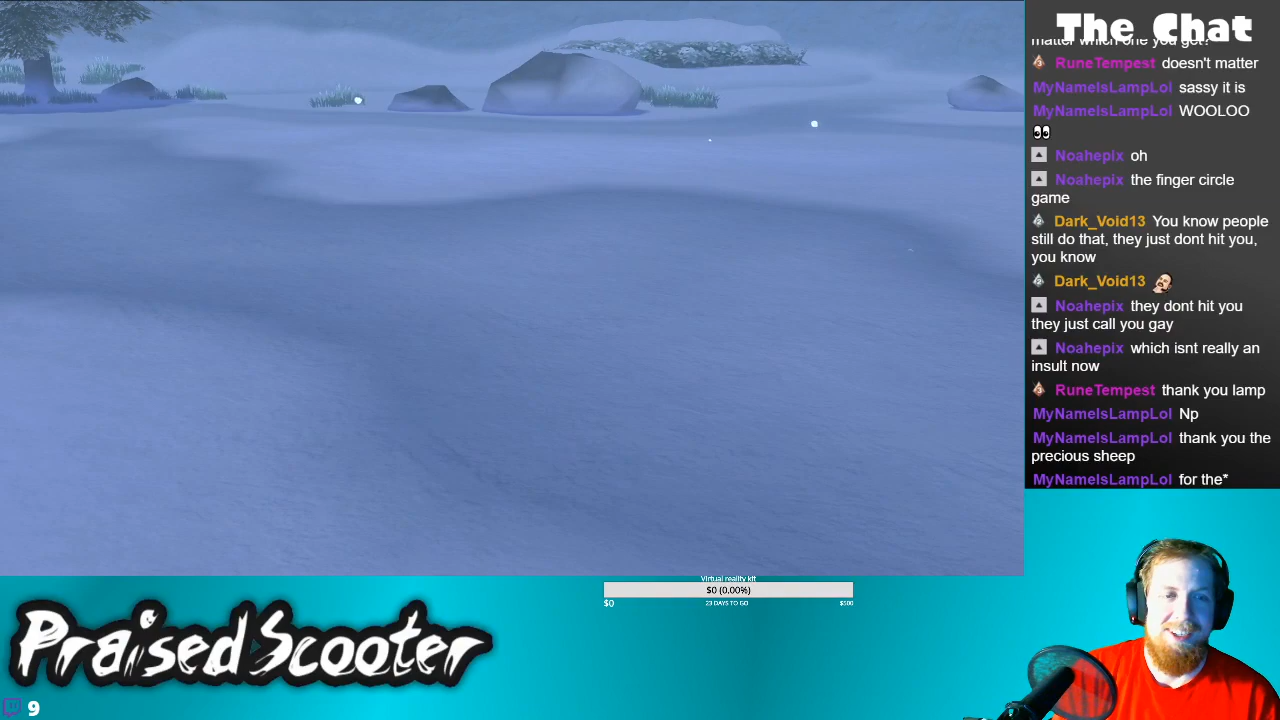 The Chat
matter which one you get?
RuneTempest doesn't matter
MyNameIsLampLol sassy it is
MyNameIsLampLol WOOLOO
Noahepix oh
Noahepix the finger circle
game
Dark_Void13 You know people
still do that, they just dont hit you,
you know
Dark_Void13
Noahepix they dont hit you
they just call you gay
Noahepix which isnt really an
insult now
RuneTempest thank you lamp
MyNameIsLampLol Np
MyNameIsLampLol thank you the
precious sheep
MyNameIsLampLol for the*
Virtual reality kit
$0 (0.00%)
$0 23 DAYS TO GO $500
PraisedScooter
9